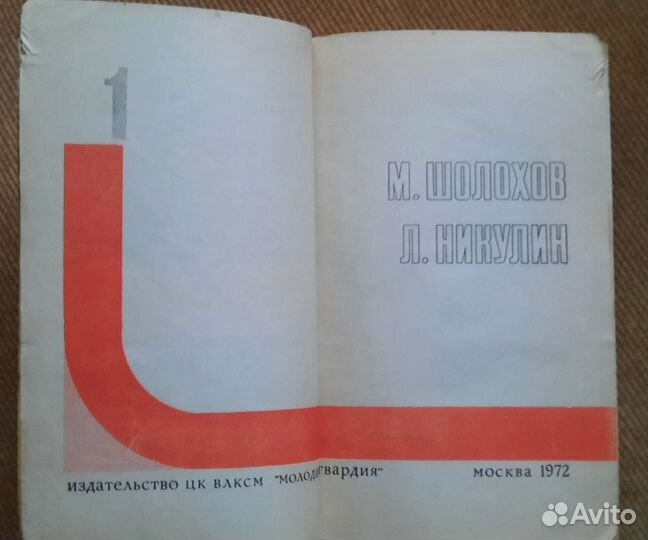 1
М. ШОЛОХОВ
Л. НИКУЛИН
ИЗДАТЕЛЬСТВО ЦК ВЛКСМ "МОЛОДАЯ ГВАРДИЯ" МОСКВА 1972
Avito